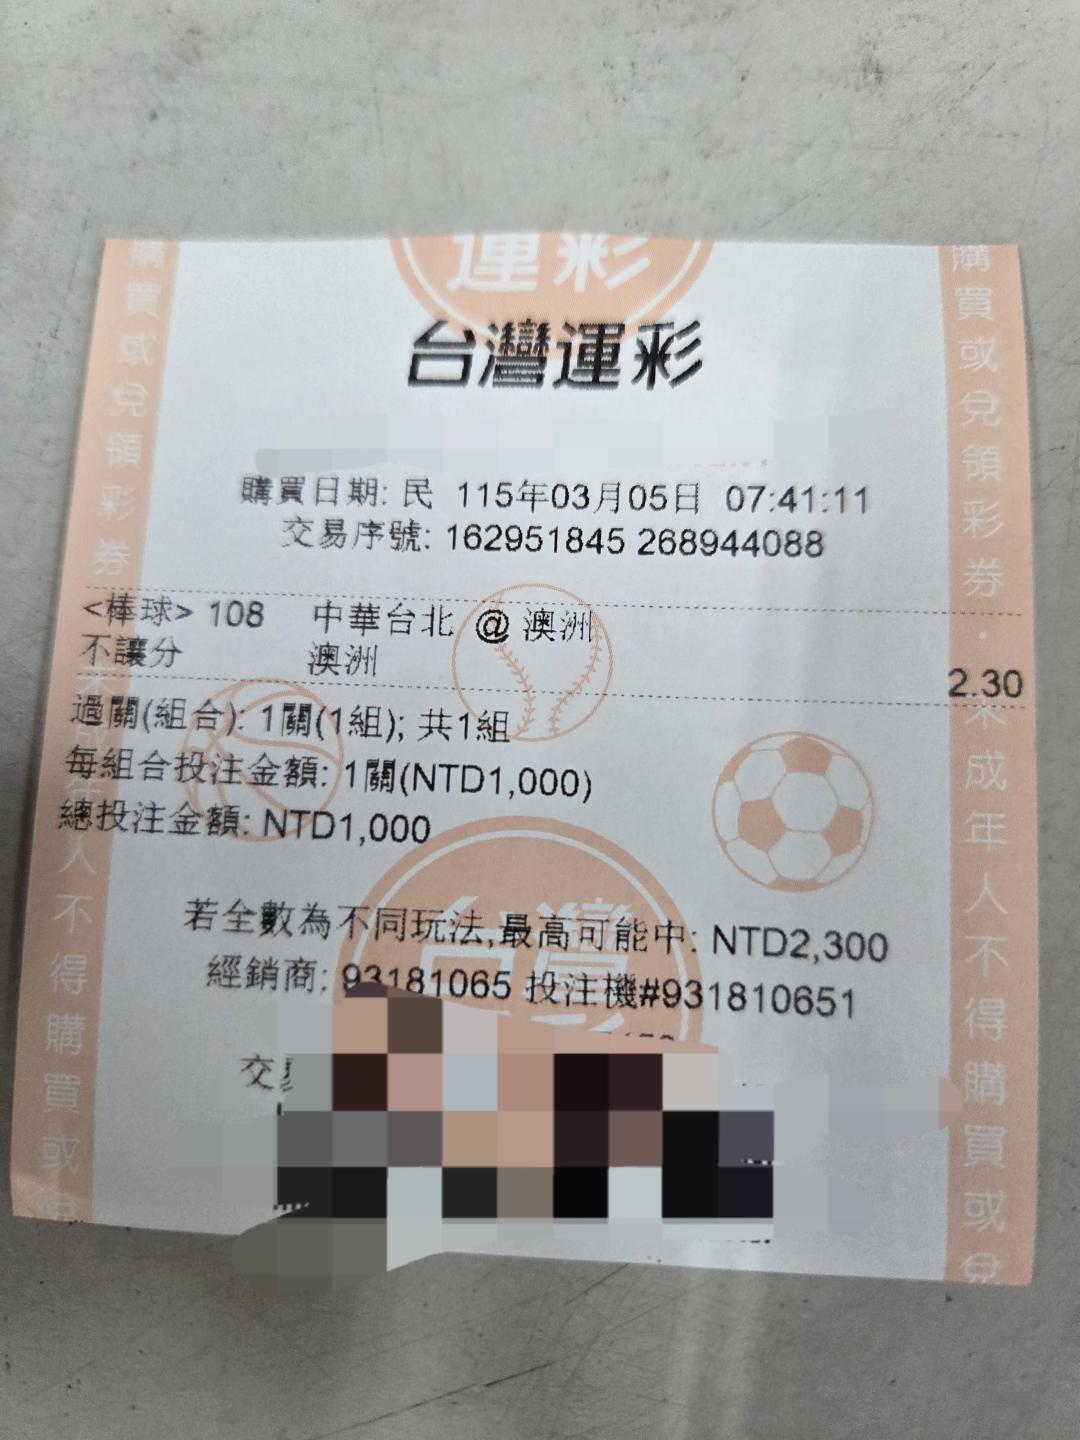 運彩
台灣運彩
購買日期: 民 115年03月05日 07:41:11
交易序號: 162951845 268944088
<棒球> 108 中華台北 @ 澳洲
不讓分 澳洲 2.30
過關(組合): 1關(1組); 共1組
每組合投注金額: 1關(NTD1,000)
總投注金額: NTD1,000
若全數為不同玩法,最高可能中: NTD2,300
經銷商: 93181065 投注機#931810651
交
台灣
購買或兌領彩券
未成年人不得購買或兌
購買或兌領彩券・未成年人不得購買或兌